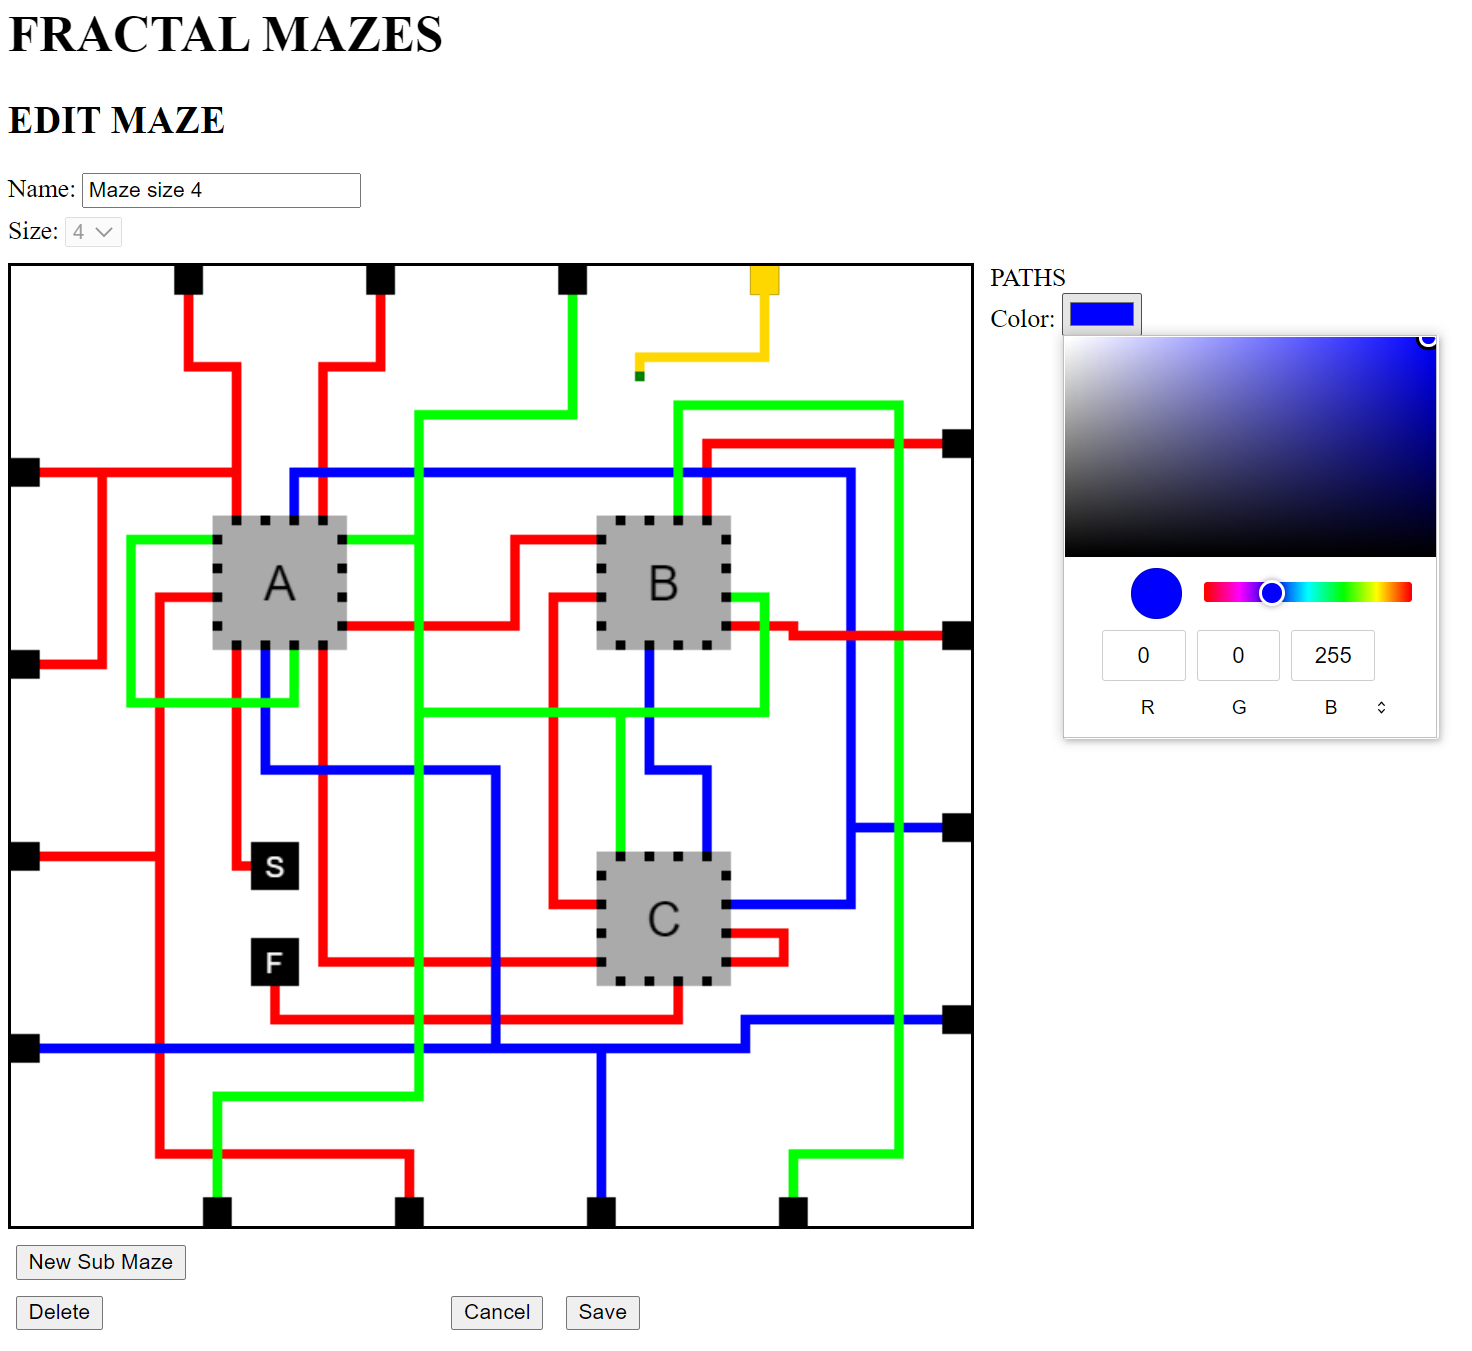 FRACTAL MAZES
EDIT MAZE
Name: Maze size 4
Size: 4
PATHS
Color:
A
B
S
C
F
0 0 255
R G B
New Sub Maze
Delete Cancel Save